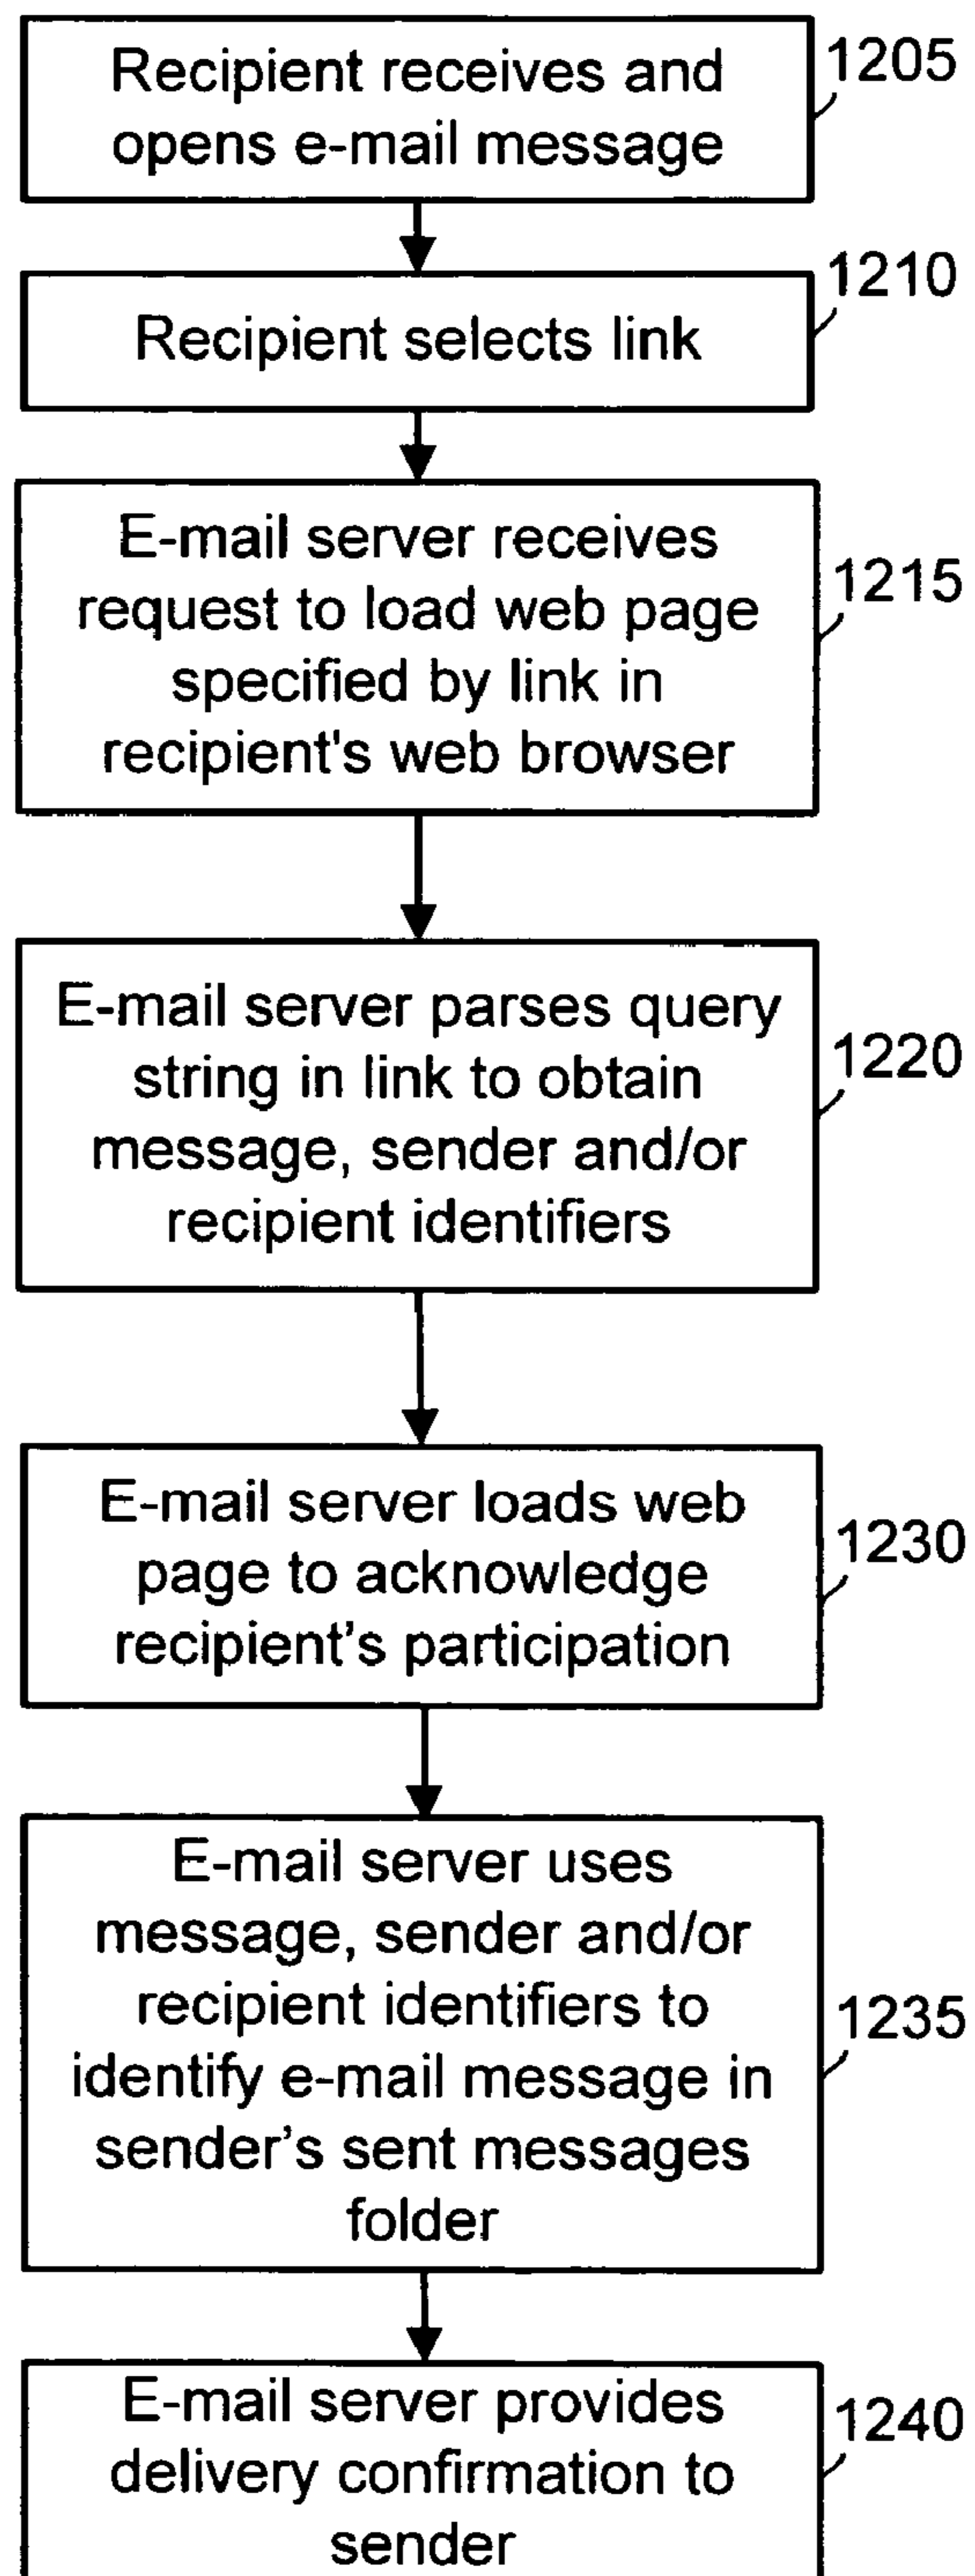 Recipient receives and
opens e-mail message
1205
Recipient selects link
1210
E-mail server receives
request to load web page
specified by link in
recipient's web browser
1215
E-mail server parses query
string in link to obtain
message, sender and/or
recipient identifiers
1220
E-mail server loads web
page to acknowledge
recipient's participation
1230
E-mail server uses
message, sender and/or
recipient identifiers to
identify e-mail message in
sender's sent messages
folder
1235
E-mail server provides
delivery confirmation to
sender
1240